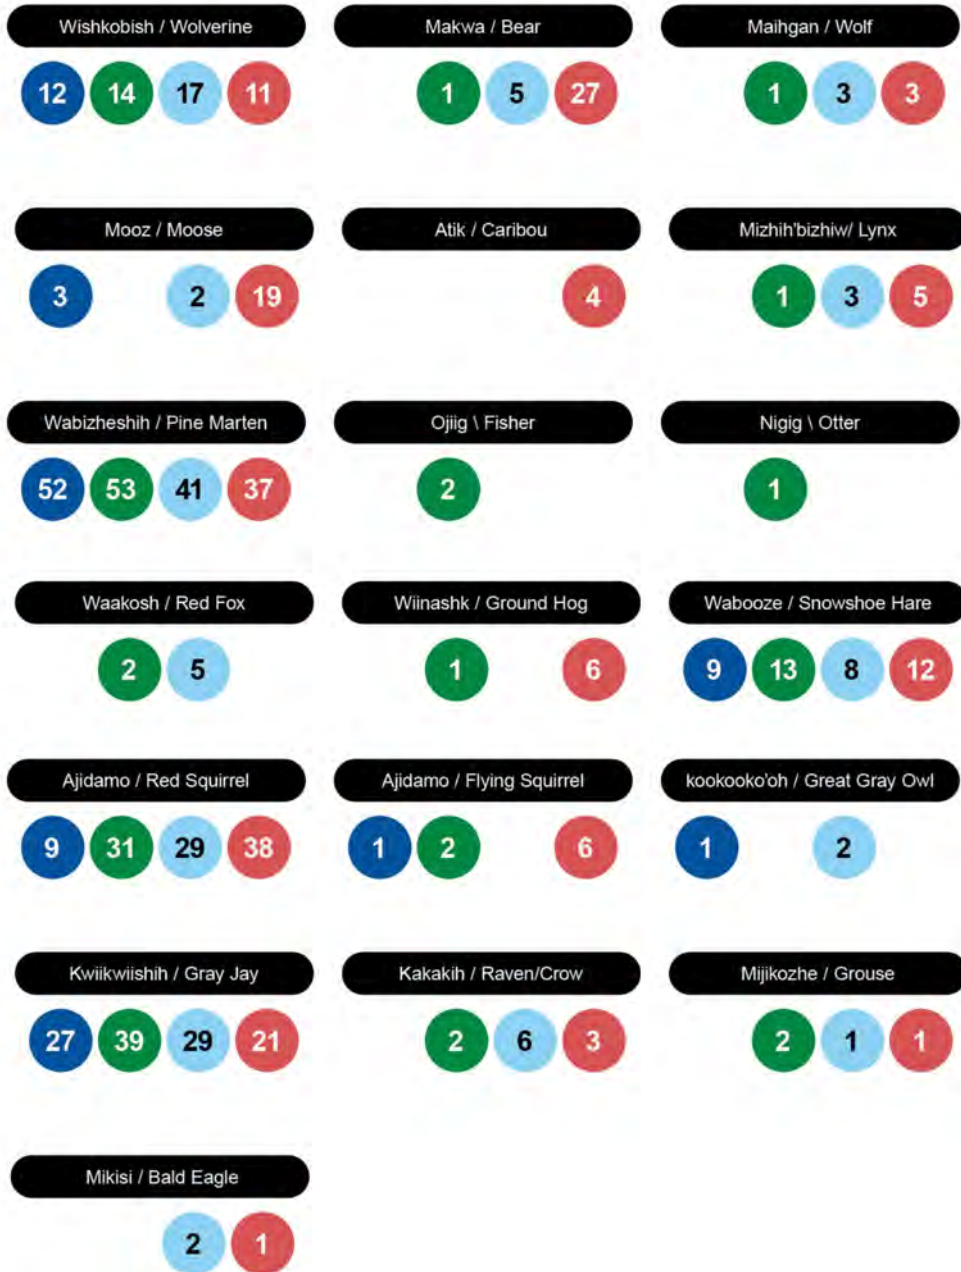 Wishkobish / Wolverine
12 14 17 11
Makwa / Bear
1 5 27
Maihgan / Wolf
1 3 3
Mooz / Moose
3 2 19
Atik / Caribou
4
Mizhih'bizhiw/ Lynx
1 3 5
Wabizheshih / Pine Marten
52 53 41 37
Ojiig \ Fisher
2
Nigig \ Otter
1
Waakosh / Red Fox
2 5
Wiinashk / Ground Hog
1 6
Wabooze / Snowshoe Hare
9 13 8 12
Ajidamo / Red Squirrel
9 31 29 38
Ajidamo / Flying Squirrel
1 2 6
kookooko'oh / Great Gray Owl
1 2
Kwiikwiishih / Gray Jay
27 39 29 21
Kakakih / Raven/Crow
2 6 3
Mijikozhe / Grouse
2 1 1
Mikisi / Bald Eagle
2 1